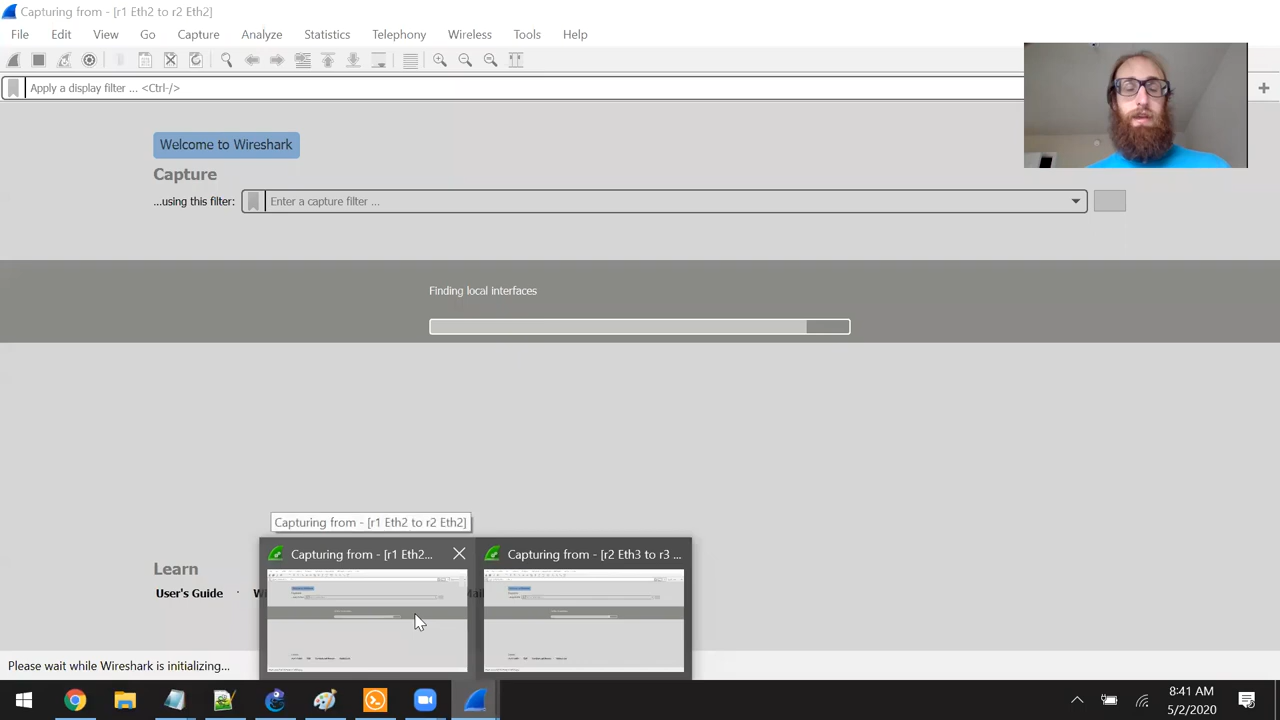 Capturing from - [r1 Eth2 to r2 Eth2]
File Edit View Go Capture Analyze Statistics Telephony Wireless Tools Help
Apply a display filter ... <Ctrl-/>
Welcome to Wireshark
Capture
...using this filter: Enter a capture filter ...
Finding local interfaces
Capturing from - [r1 Eth2 to r2 Eth2]
Capturing from - [r1 Eth2... Capturing from - [r2 Eth3 to r3 ...
Learn
User's Guide ·
Please wait while Wireshark is initializing...
8:41 AM
5/2/2020